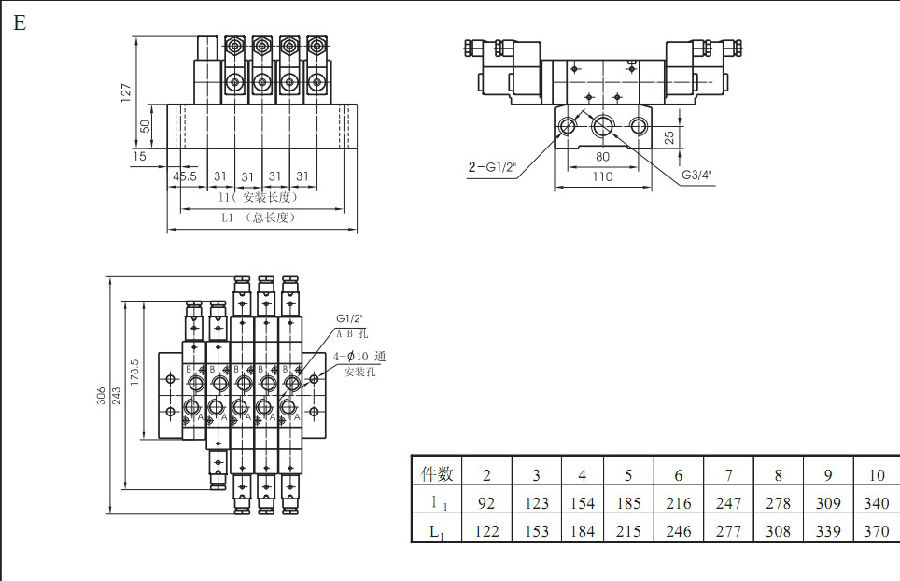 E
127
50
15
45.5 31 31 31 31
l1( 安装长度)
L1 (总长度)
2-G1/2"
80
110
25
G3/4"
306
243
173.5
G1/2"
A B 孔
4-ϕ10 通
安装孔
B B B B B
A A A A A
件数 2 3 4 5 6 7 8 9 10
l 1 92 123 154 185 216 247 278 309 340
L1 122 153 184 215 246 277 308 339 370